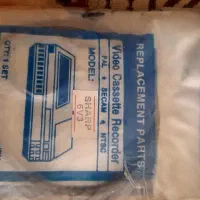 REPLACEMENT PARTS
Video Cassette Recorder
PAL • SECAM • NTSC
MODEL:
SHARP
6V3
QTY: 1 SET